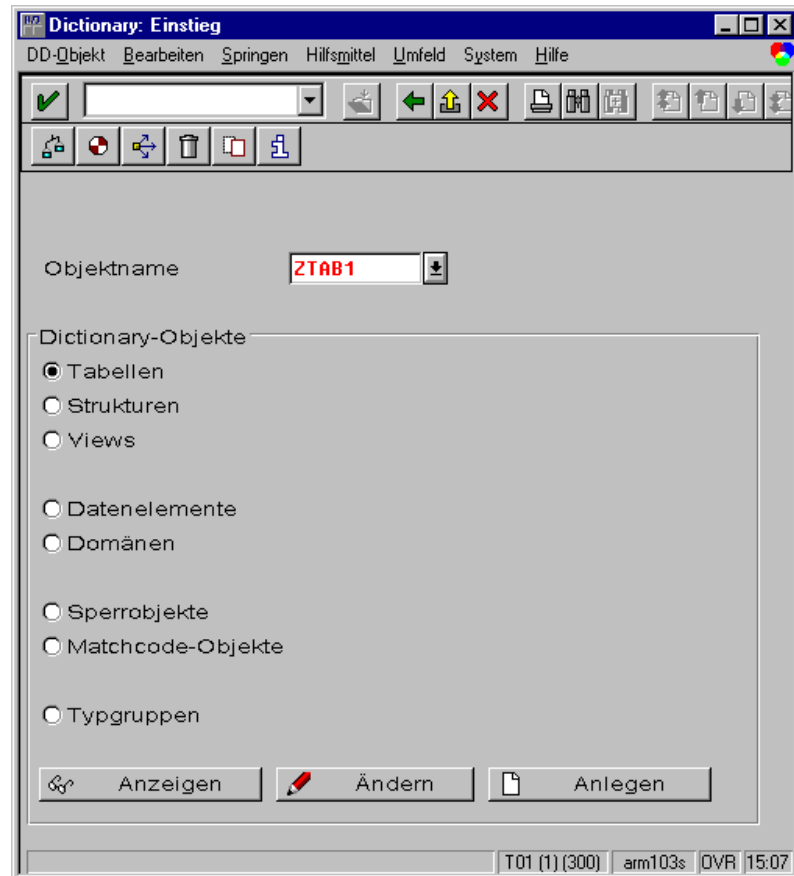 Dictionary: Einstieg
DD-Objekt Bearbeiten Springen Hilfsmittel Umfeld System Hilfe
Objektname ZTAB1
Dictionary-Objekte
Tabellen
Strukturen
Views
Datenelemente
Domänen
Sperrobjekte
Matchcode-Objekte
Typgruppen
Anzeigen Ändern Anlegen
T01 (1) (300) arm103s OVR 15:07